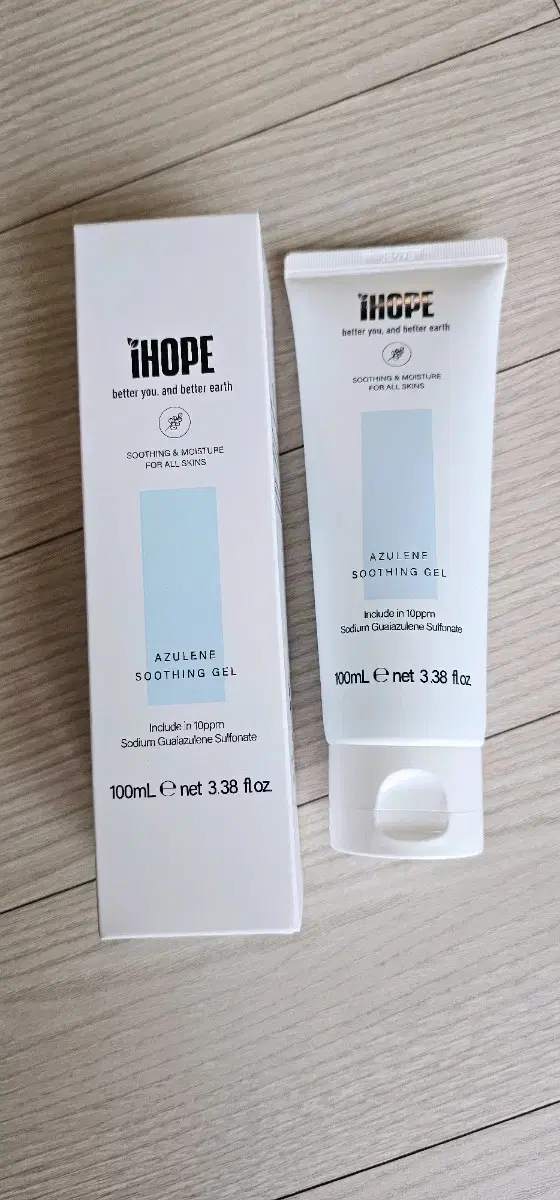 iHOPE
better you, and better earth
SOOTHING & MOISTURE
FOR ALL SKINS
AZULENE
SOOTHING GEL
Include in 10ppm
Sodium Guaiazulene Sulfonate
100mL ℮ net 3.38 fl.oz
iHOPE
better you, and better earth
SOOTHING & MOISTURE
FOR ALL SKINS
AZULENE
SOOTHING GEL
Include in 10ppm
Sodium Guaiazulene Sulfonate
100mL ℮ net 3.38 fl.oz